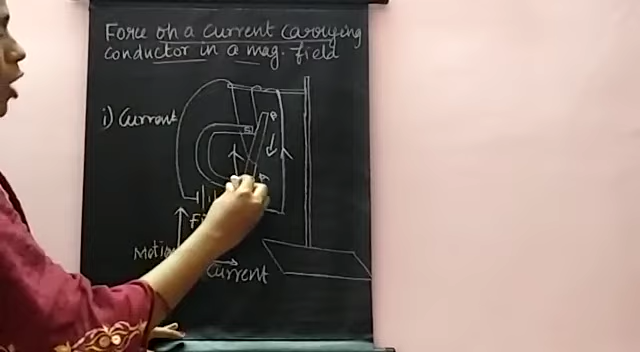 Force on a current carrying
conductor in a mag. field
i) Current
Motion
Current